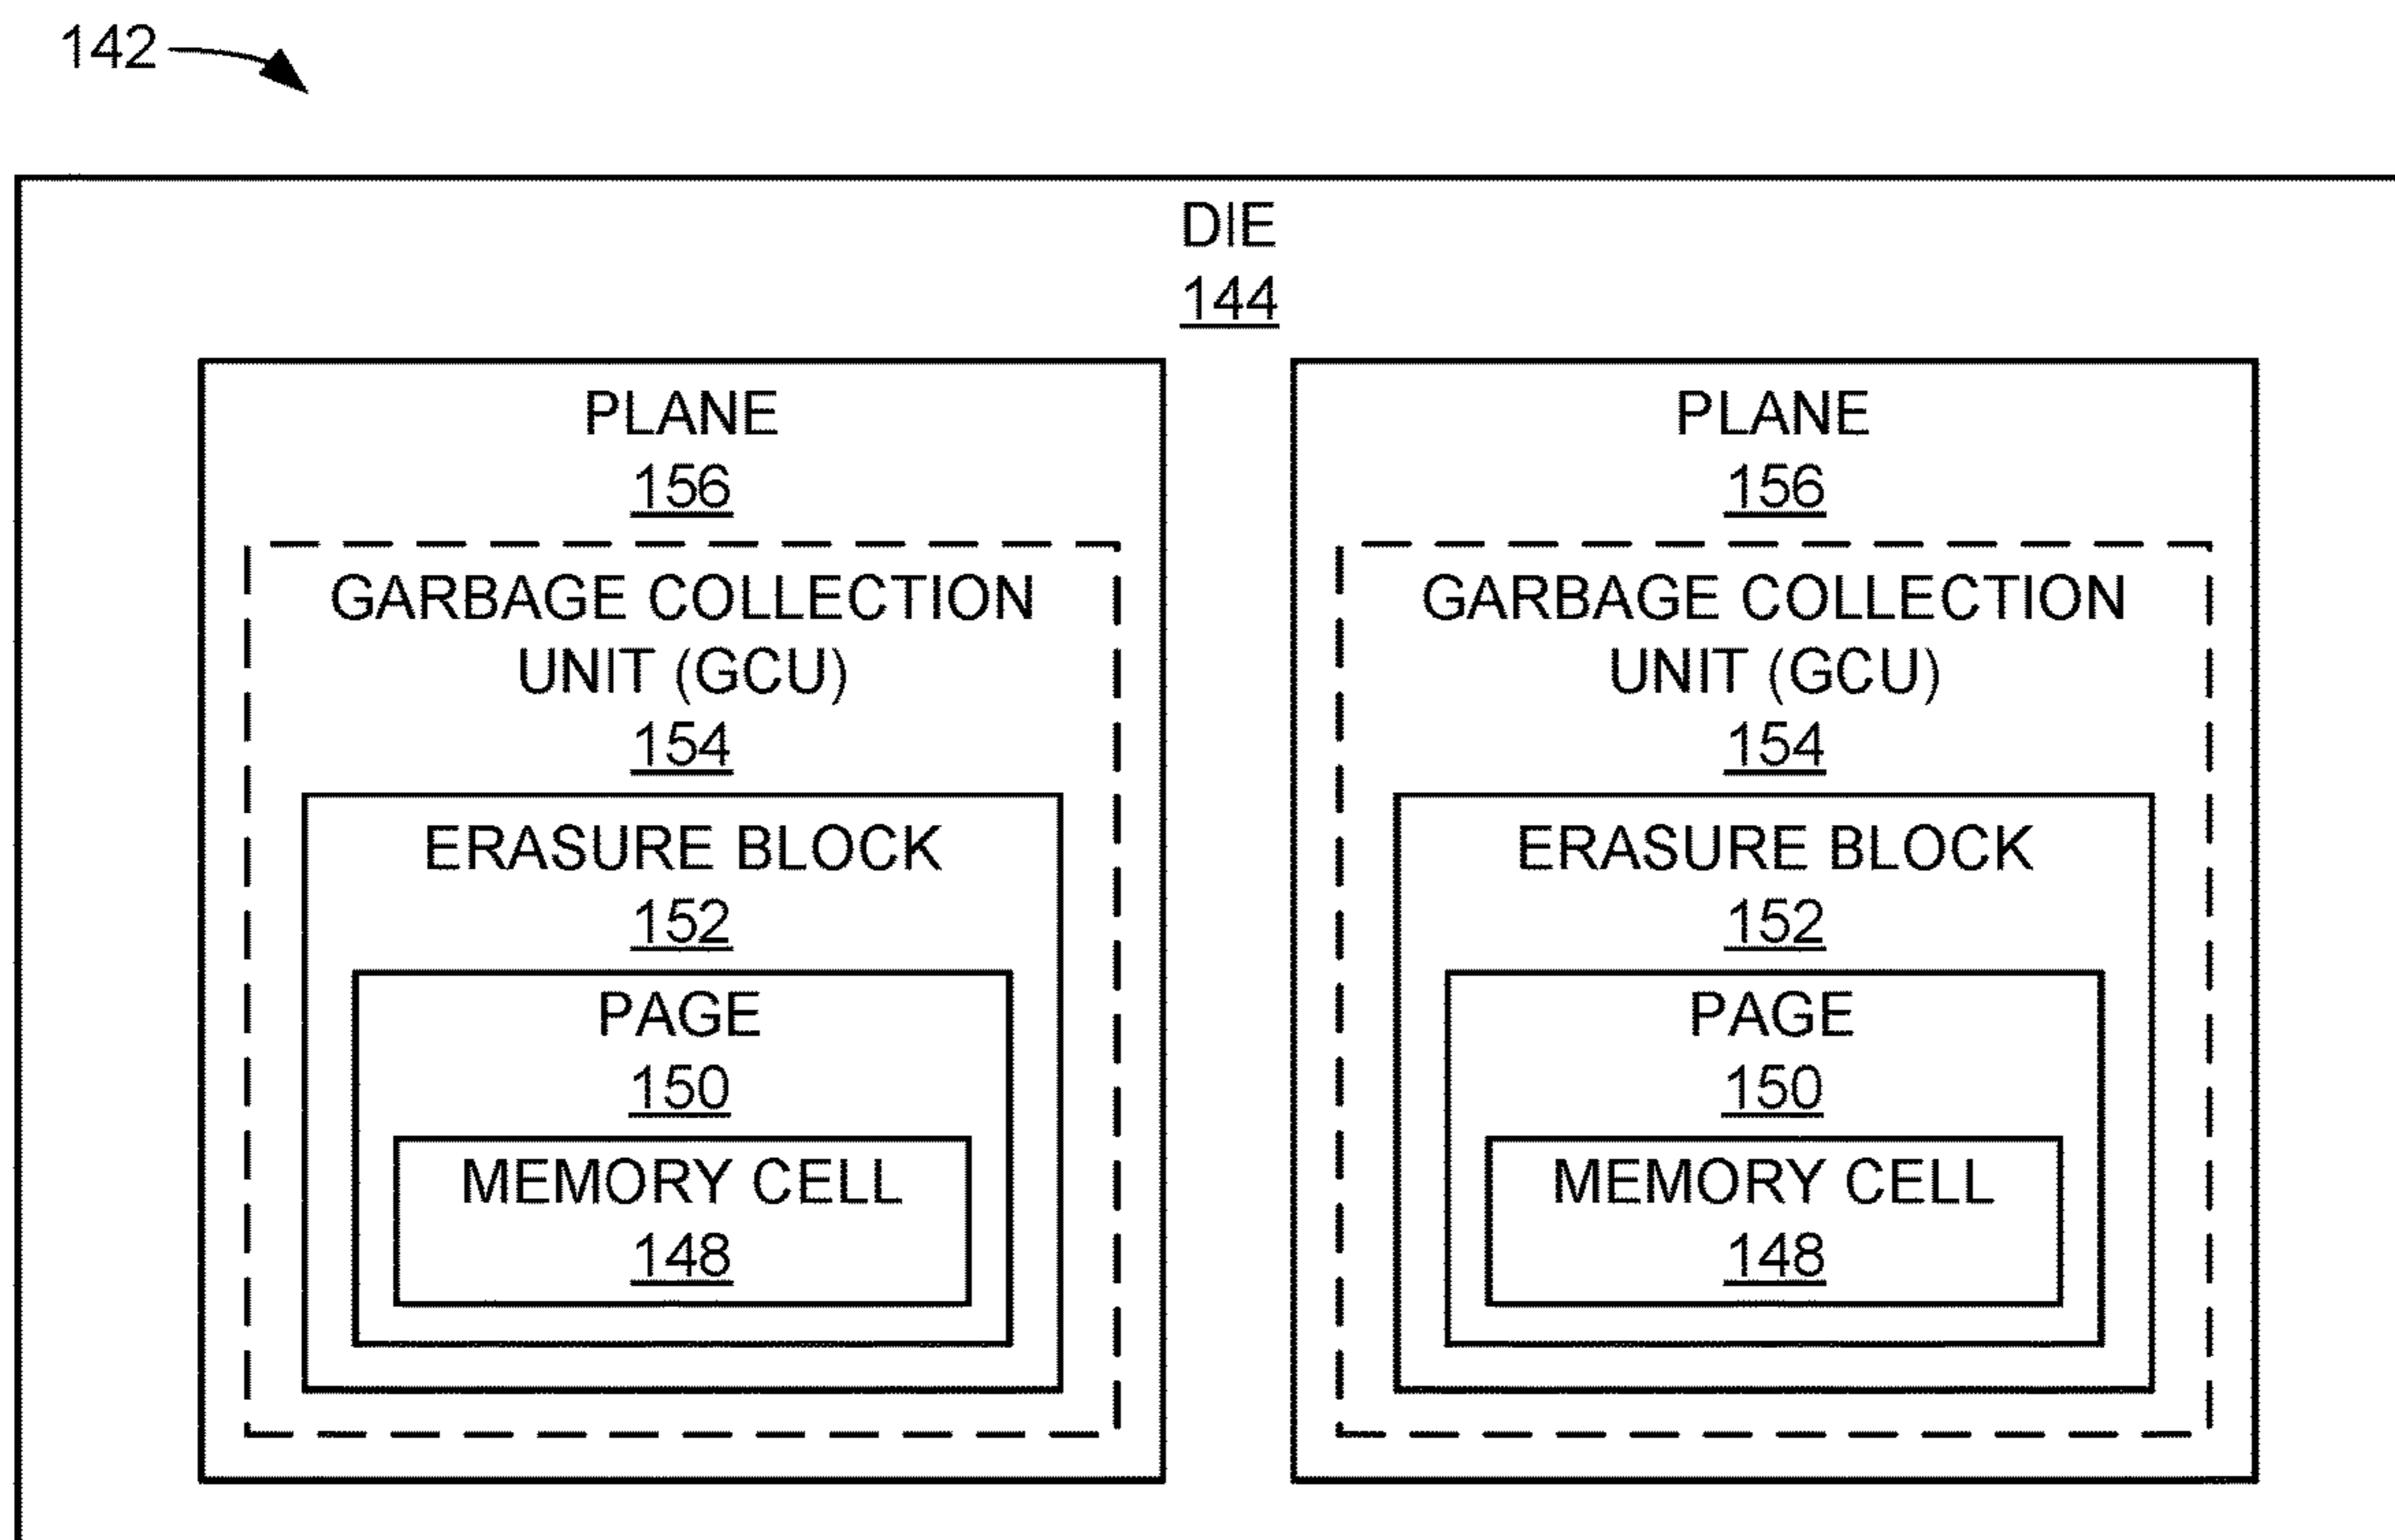 142
DIE
144
PLANE
156
GARBAGE COLLECTION
UNIT (GCU)
154
ERASURE BLOCK
152
PAGE
150
MEMORY CELL
148
PLANE
156
GARBAGE COLLECTION
UNIT (GCU)
154
ERASURE BLOCK
152
PAGE
150
MEMORY CELL
148